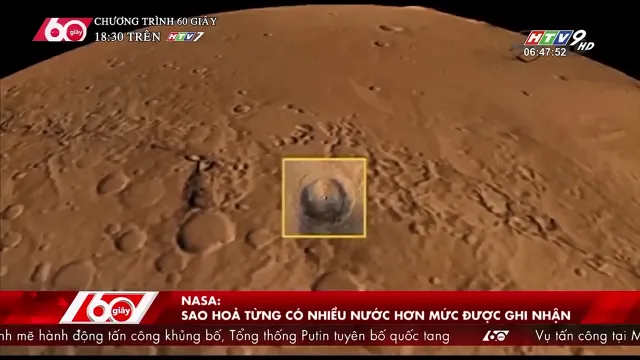 60 giây
CHƯƠNG TRÌNH 60 GIÂY
18:30 TRÊN HTV7
HTV9 HD
06:47:52
60 giây
NASA:
SAO HOẢ TỪNG CÓ NHIỀU NƯỚC HƠN MỨC ĐƯỢC GHI NHẬN
mẽ hành động tấn công khủng bố, Tổng thống Putin tuyên bố quốc tang
60 giây
Vụ tấn công tại M